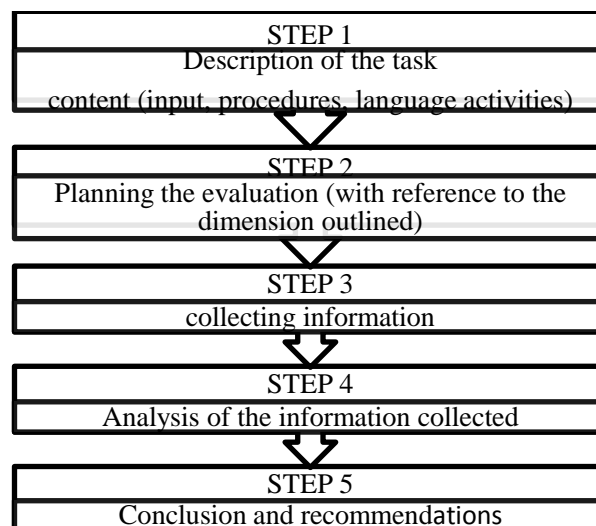 STEP 1
Description of the task
content (input, procedures, language activities)
STEP 2
Planning the evaluation (with reference to the
dimension outlined)
STEP 3
collecting information
STEP 4
Analysis of the information collected
STEP 5
Conclusion and recommendations